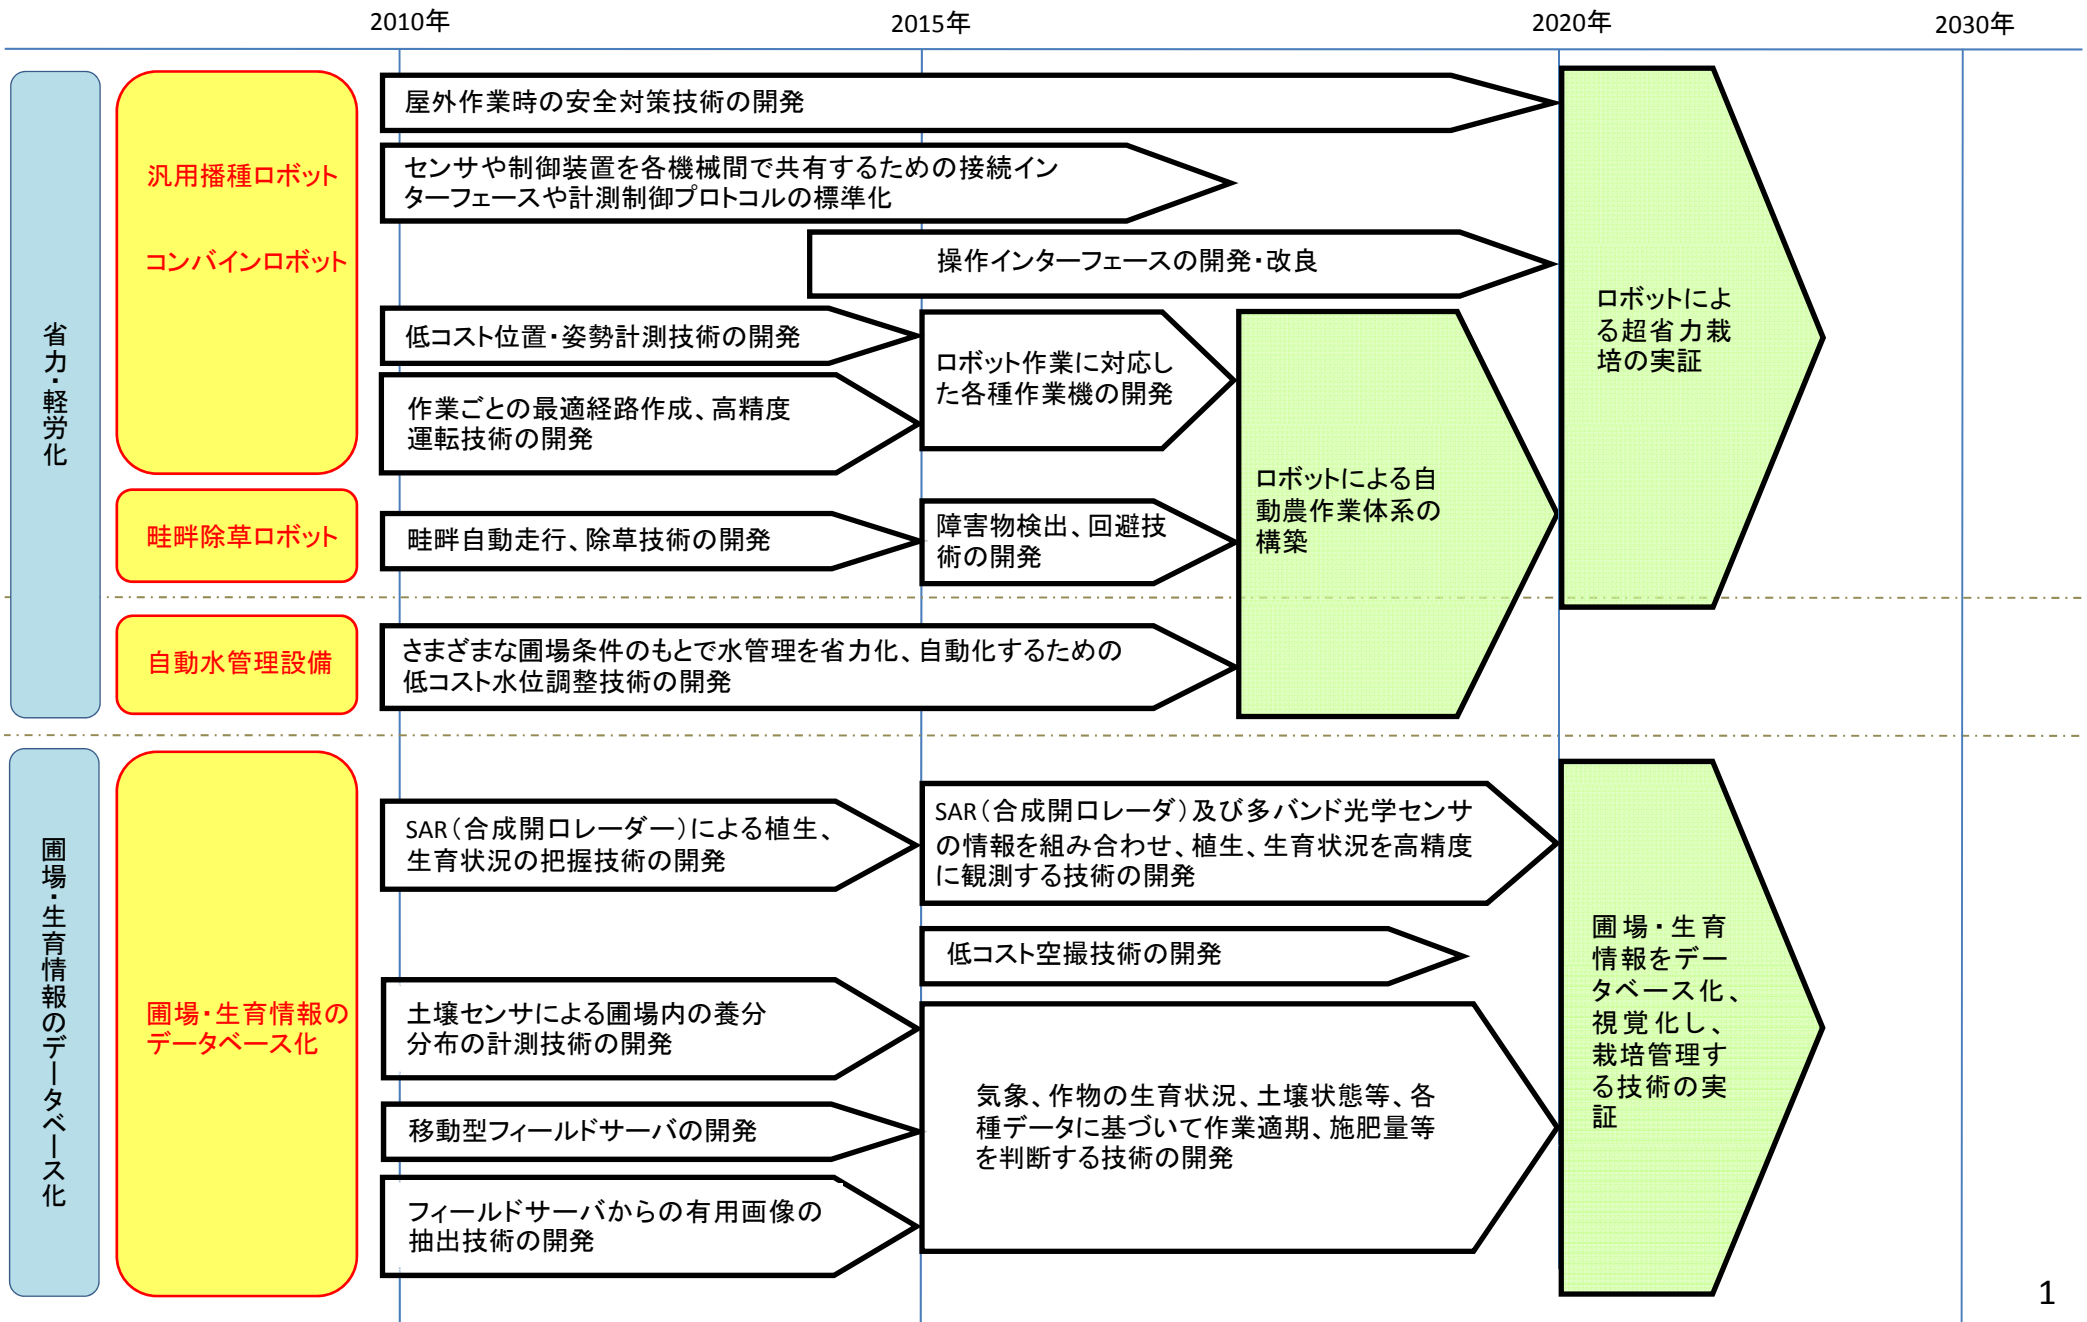 2010年
2015年
2020年
2030年
省力・軽労化
汎用播種ロボット
コンバインロボット
屋外作業時の安全対策技術の開発
センサや制御装置を各機械間で共有するための接続イン
ターフェースや計測制御プロトコルの標準化
操作インターフェースの開発・改良
低コスト位置・姿勢計測技術の開発
作業ごとの最適経路作成、高精度
運転技術の開発
ロボット作業に対応し
た各種作業機の開発
ロボットによ
る超省力栽
培の実証
畦畔除草ロボット
畦畔自動走行、除草技術の開発
障害物検出、回避技
術の開発
ロボットによる自
動農作業体系の
構築
自動水管理設備
さまざまな圃場条件のもとで水管理を省力化、自動化するための
低コスト水位調整技術の開発
圃場・生育情報のデータベース化
圃場・生育情報の
データベース化
SAR（合成開口レーダー）による植生、
生育状況の把握技術の開発
SAR（合成開口レーダ）及び多バンド光学センサ
の情報を組み合わせ、植生、生育状況を高精度
に観測する技術の開発
低コスト空撮技術の開発
土壌センサによる圃場内の養分
分布の計測技術の開発
移動型フィールドサーバの開発
フィールドサーバからの有用画像の
抽出技術の開発
気象、作物の生育状況、土壌状態等、各
種データに基づいて作業適期、施肥量等
を判断する技術の開発
圃場・生育
情報をデー
タベース化、
視覚化し、
栽培管理す
る技術の実
証
1